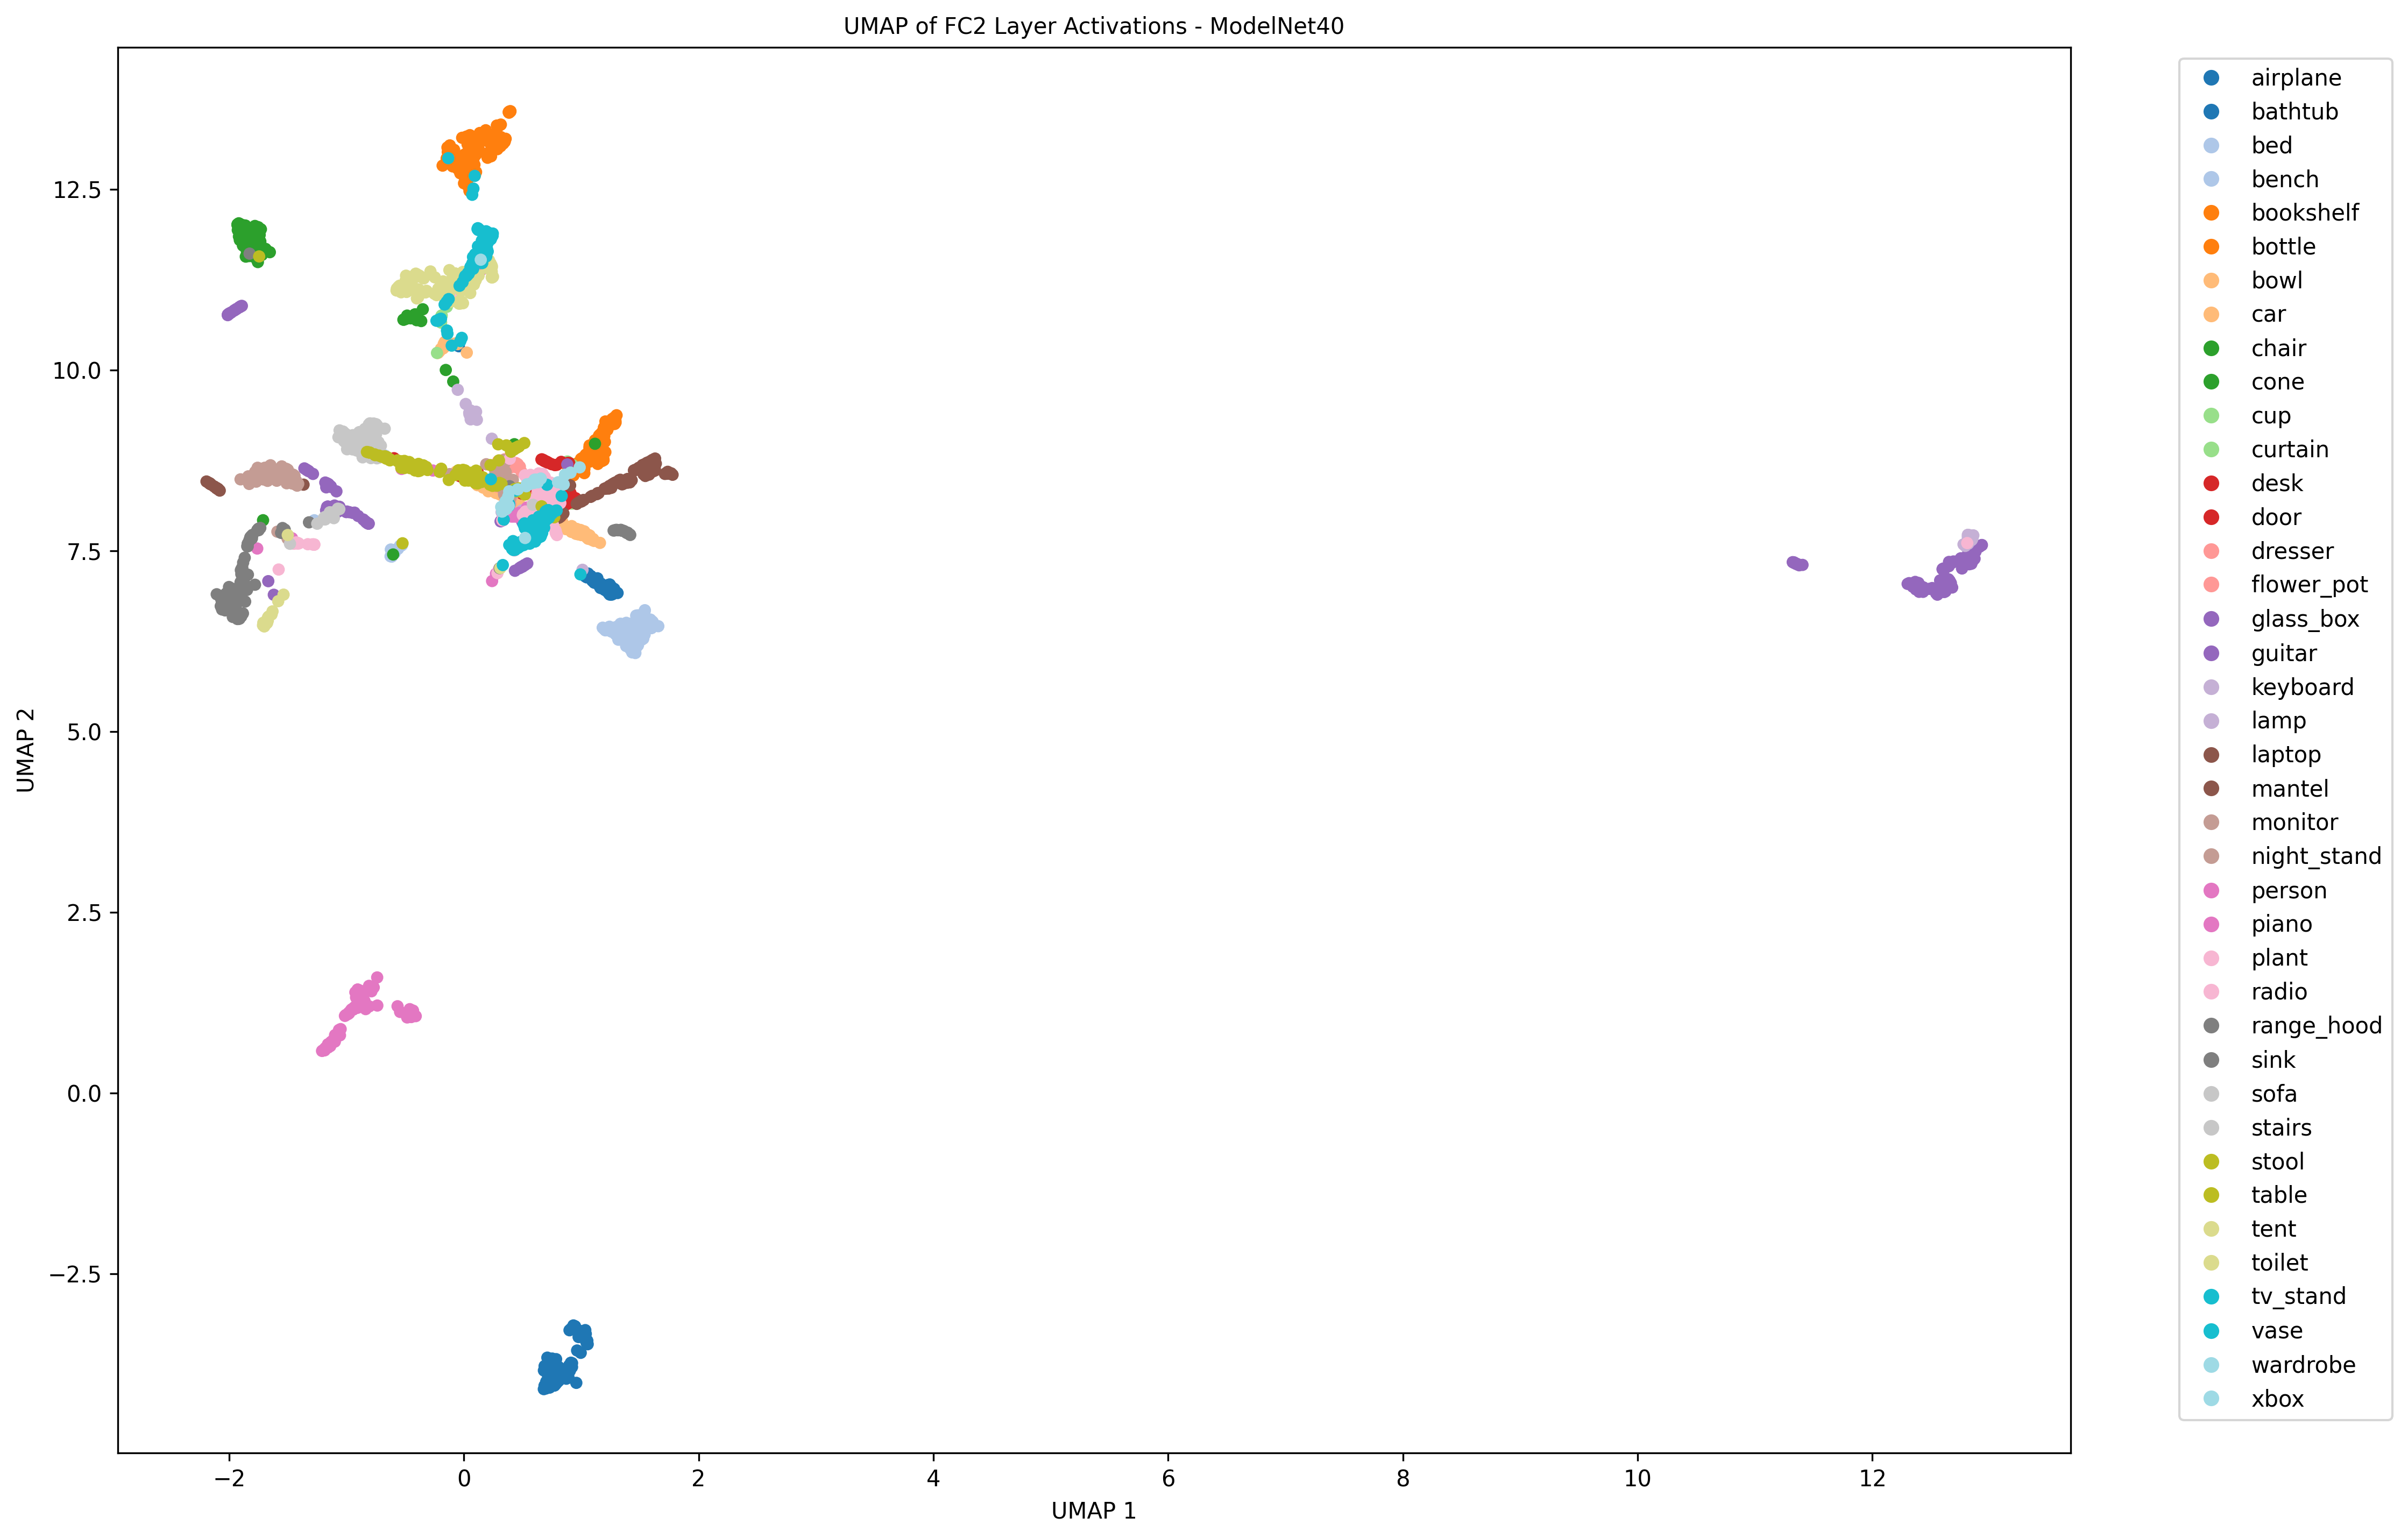 UMAP of FC2 Layer Activations - ModelNet40
12.5
10.0
7.5
5.0
2.5
0.0
−2.5
UMAP 2
−2
0
2
4
6
8
10
12
UMAP 1
airplane
bathtub
bed
bench
bookshelf
bottle
bowl
car
chair
cone
cup
curtain
desk
door
dresser
flower_pot
glass_box
guitar
keyboard
lamp
laptop
mantel
monitor
night_stand
person
piano
plant
radio
range_hood
sink
sofa
stairs
stool
table
tent
toilet
tv_stand
vase
wardrobe
xbox